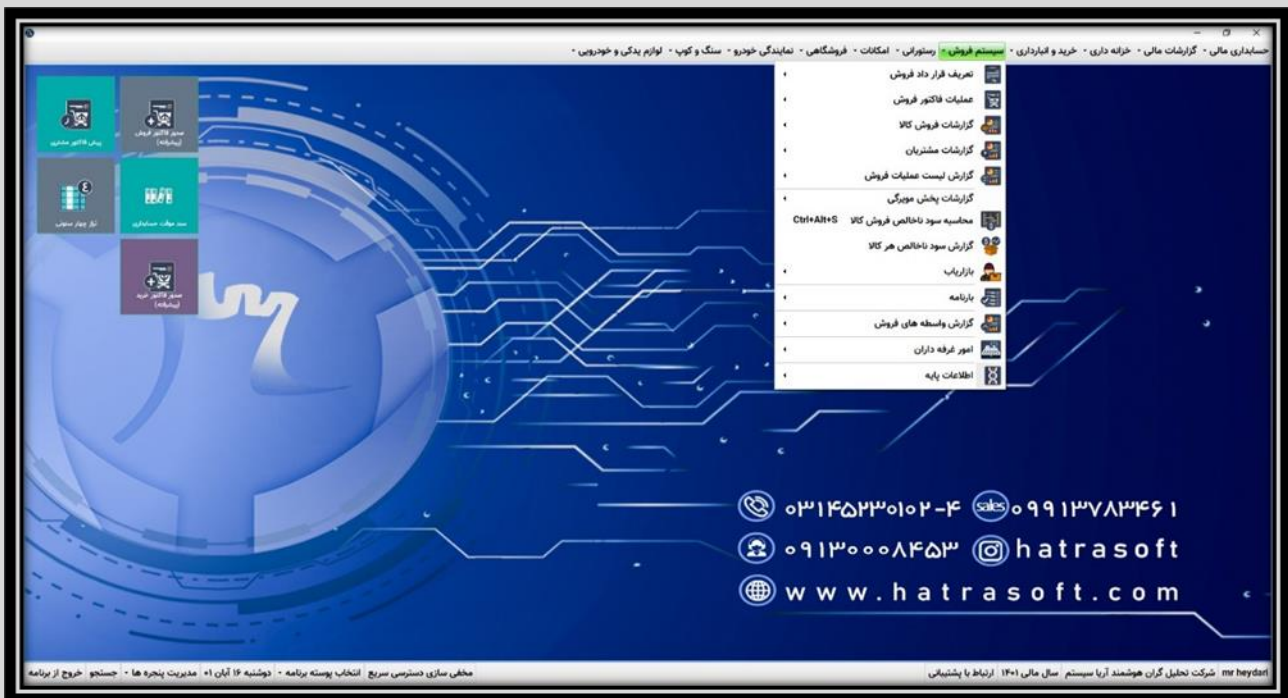 حسابداری مالی - گزارشات مالی - خزانه داری - خرید و انبارداری - سیستم فروش - رستورانی - امکانات - فروشگاهی - نمایندگی خودرو - سنگ و کوپ - لوازم یدکی و خودرویی -
تعریف قرار داد فروش
عملیات فاکتور فروش
گزارشات فروش کالا
گزارشات مشتریان
گزارش لیست عملیات فروش
گزارشات پخش مویرگی
محاسبه سود ناخالص فروش کالا Ctrl+Alt+S
گزارش سود ناخالص هر کالا
بازاریاب
بارنامه
گزارش واسطه های فروش
امور غرفه داران
اطلاعات پایه
صدور فاکتور فروش
(پیشرفته)
پیش فاکتور مشتری
سند موقت حسابداری
تراز چهار ستونی
صدور فاکتور خرید
(پیشرفته)
۰۳۱۴۵۲۳۰۱۰۲-۴
sales ۰۹۹۱۳۷۸۳۴۶۱
۰۹۱۳۰۰۰۸۴۵۳
hatrasoft
www.hatrasoft.com
mr heydari شرکت تحلیل گران هوشمند آریا سیستم سال مالی ۱۴۰۱ ارتباط با پشتیبانی
مخفی سازی دسترسی سریع انتخاب پوسته برنامه - دوشنبه ۱۶ آبان ۰۱ مدیریت پنجره ها - جستجو خروج از برنامه